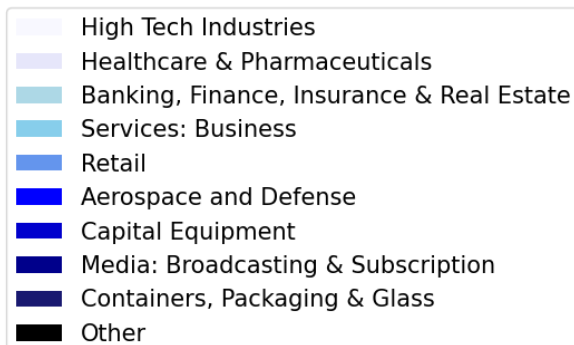 High Tech Industries
Healthcare & Pharmaceuticals
Banking, Finance, Insurance & Real Estate
Services: Business
Retail
Aerospace and Defense
Capital Equipment
Media: Broadcasting & Subscription
Containers, Packaging & Glass
Other